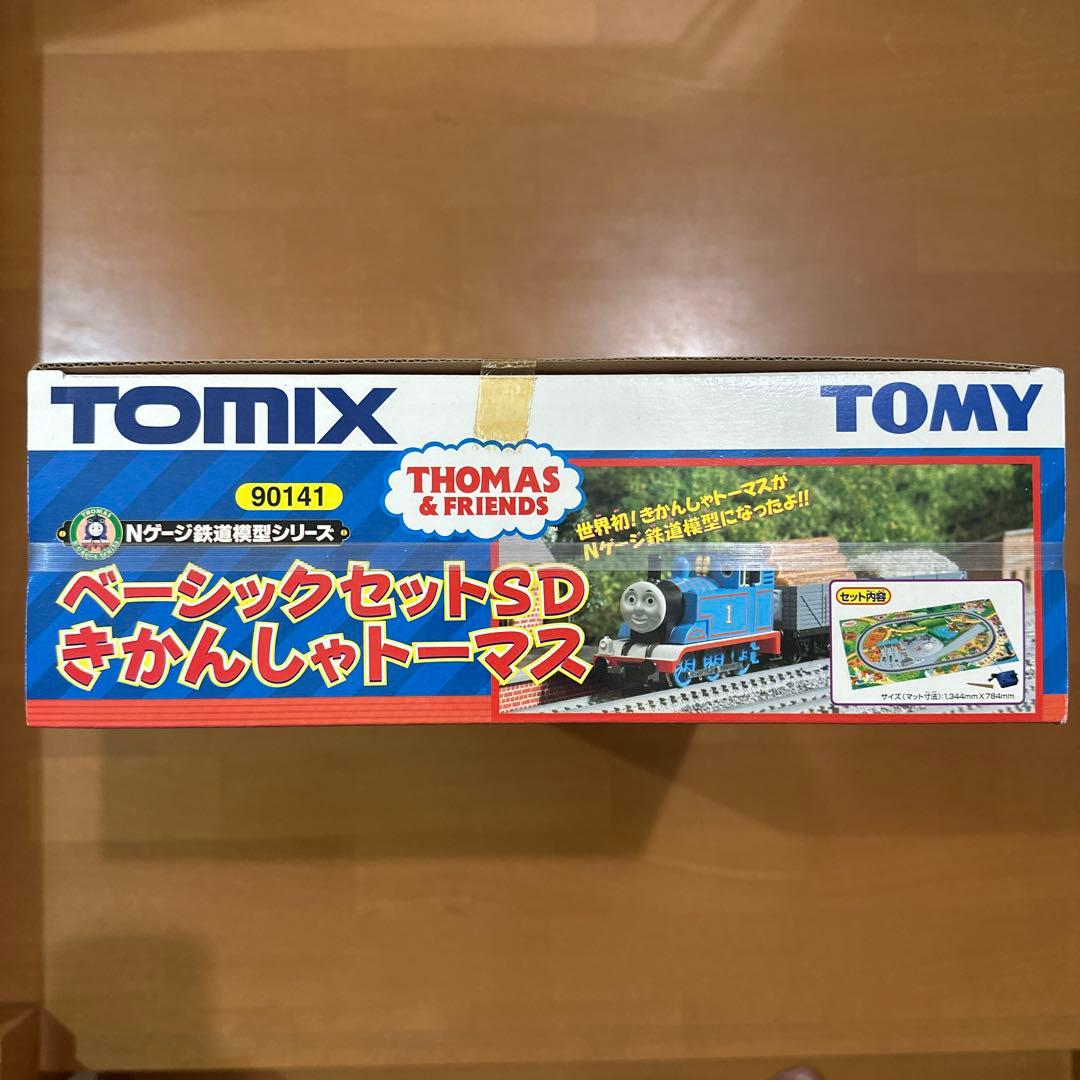 TOMIX
TOMY
THOMAS
& FRIENDS
90141
THOMAS
Nゲージ鉄道模型シリーズ
ベーシックセットSD
きかんしゃトーマス
世界初!きかんしゃトーマスが
Nゲージ鉄道模型になったよ!!
1
セット内容
サイズ(マット寸法):1,344mm×784mm